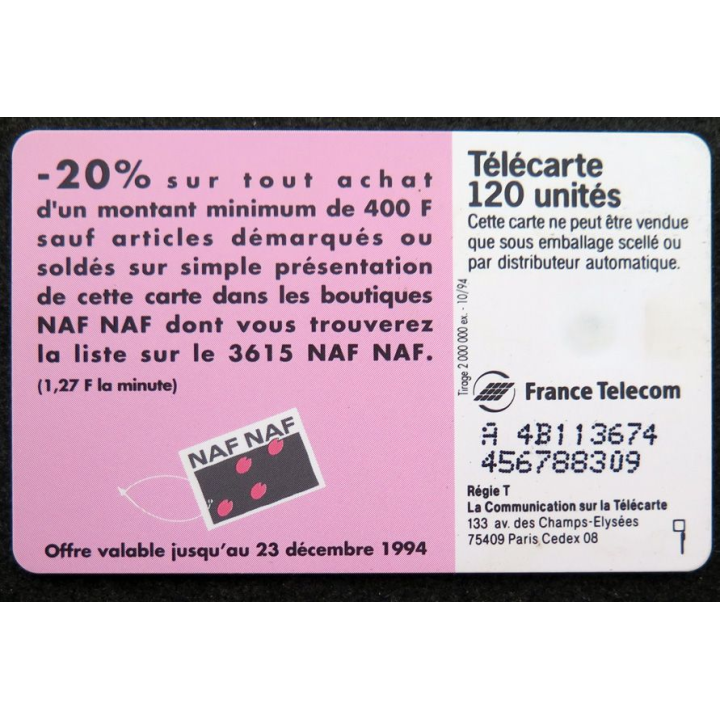 -20% sur tout achat
d'un montant minimum de 400 F
sauf articles démarqués ou
soldés sur simple présentation
de cette carte dans les boutiques
NAF NAF dont vous trouverez
la liste sur le 3615 NAF NAF.
(1,27 F la minute)
NAF NAF
Offre valable jusqu'au 23 décembre 1994
Télécarte
120 unités
Cette carte ne peut être vendue
que sous emballage scellé ou
par distributeur automatique.
Tirage 2 000 000 ex. - 10/94
France Telecom
A 4B113674
456788309
Régie T
La Communication sur la Télécarte
133 av. des Champs-Elysées
75409 Paris Cedex 08